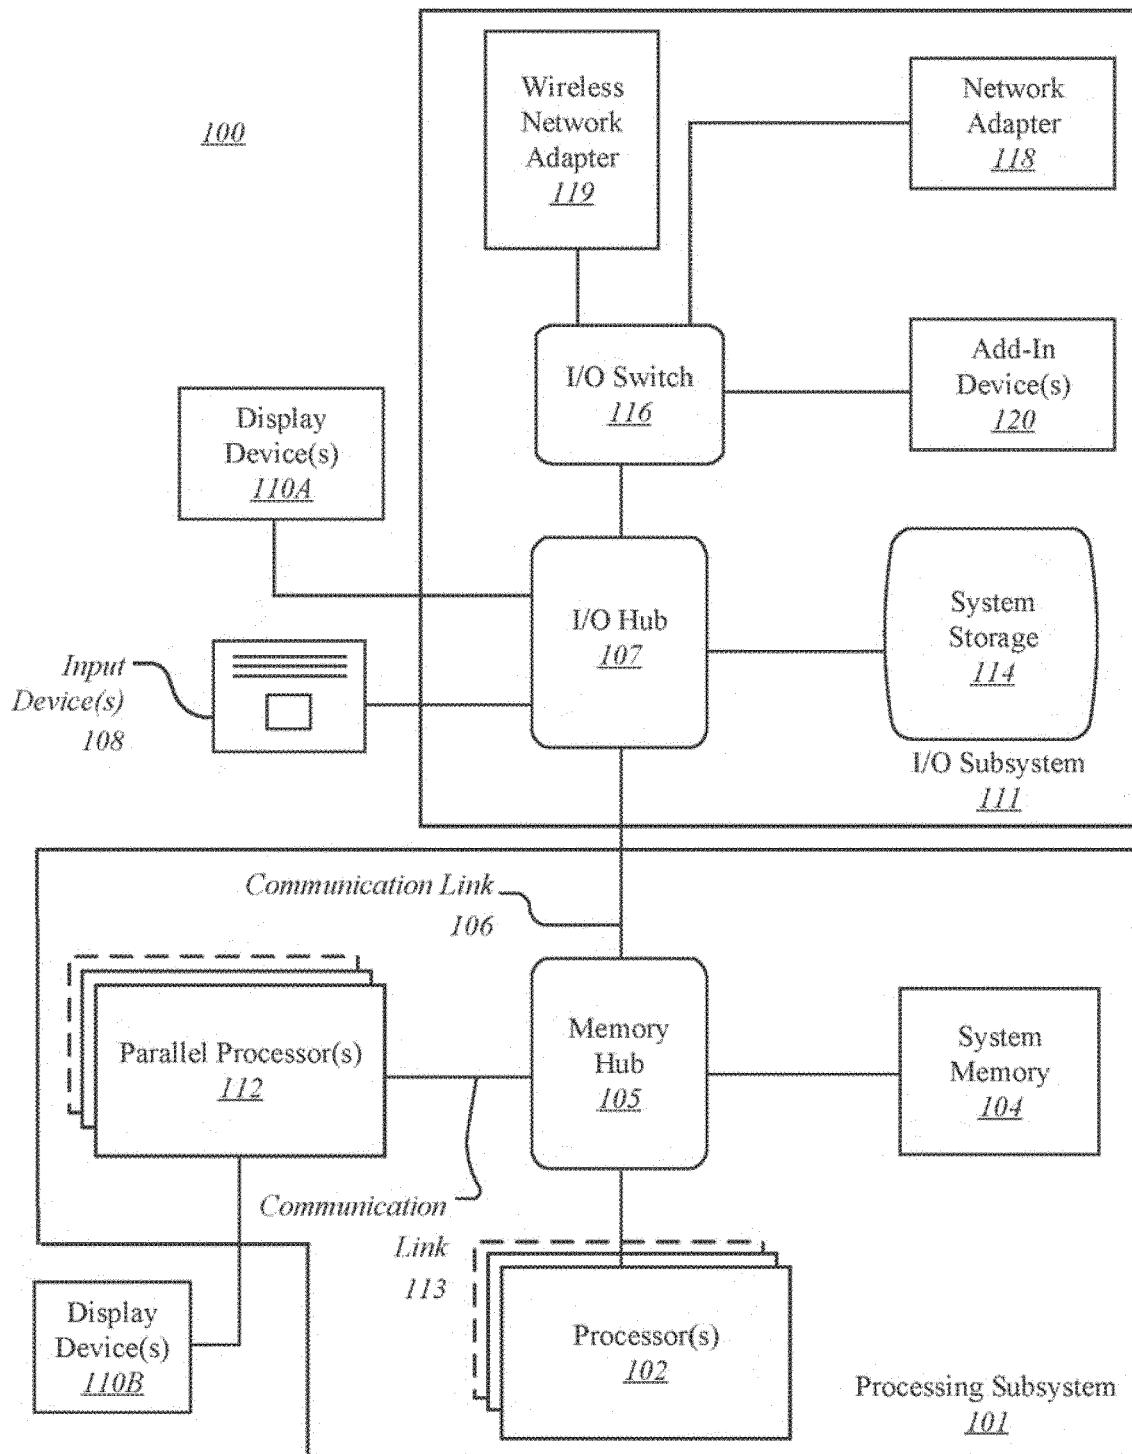 100
Wireless
Network
Adapter
119
Network
Adapter
118
I/O Switch
116
Add-In
Device(s)
120
Display
Device(s)
110A
I/O Hub
107
System
Storage
114
Input
Device(s)
108
I/O Subsystem
111
Communication Link
106
Parallel Processor(s)
112
Memory
Hub
105
System
Memory
104
Communication
Link
113
Display
Device(s)
110B
Processor(s)
102
Processing Subsystem
101